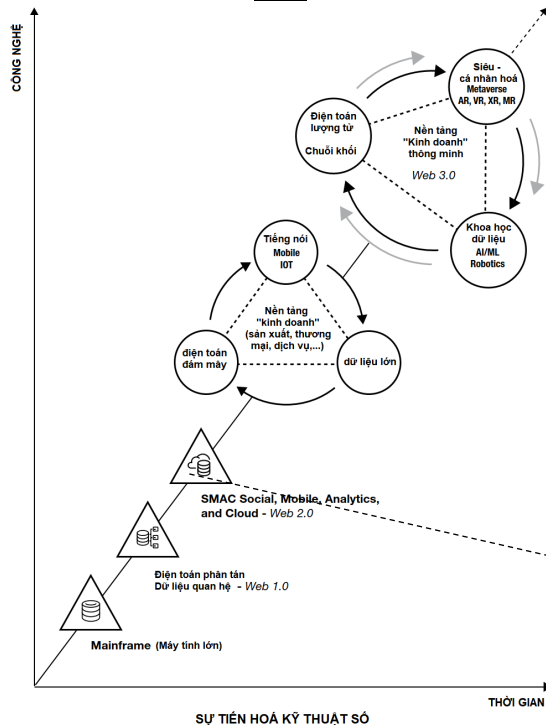 CÔNG NGHỆ
Siêu -
cá nhân hoá
Metaverse
AR, VR, XR, MR
Điện toán
lượng tử
Chuỗi khối
Nền tảng
"Kinh doanh"
thông minh
Web 3.0
Khoa học
dữ liệu
AI/ML
Robotics
Tiếng nói
Mobile
IOT
Nền tảng
"kinh doanh"
(sản xuất, thương
mại, dịch vụ,...)
điện toán
đám mây
dữ liệu lớn
SMAC Social, Mobile, Analytics,
and Cloud - Web 2.0
Điện toán phân tán
Dữ liệu quan hệ - Web 1.0
Mainframe (Máy tính lớn)
THỜI GIAN
SỰ TIẾN HOÁ KỸ THUẬT SỐ